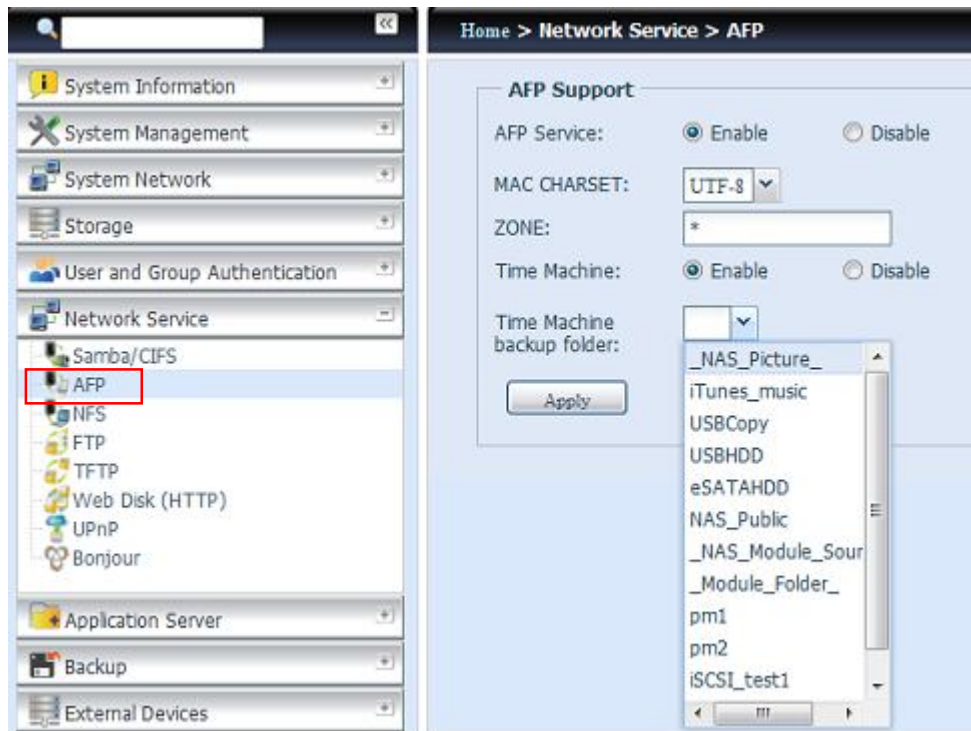 Home > Network Service > AFP
System Information
System Management
System Network
Storage
User and Group Authentication
Network Service
Samba/CIFS
AFP
NFS
FTP
TFTP
Web Disk (HTTP)
UPnP
Bonjour
Application Server
Backup
External Devices
AFP Support
AFP Service: Enable Disable
MAC CHARSET: UTF-8
ZONE: *
Time Machine: Enable Disable
Time Machine
backup folder:
_NAS_Picture_
iTunes_music
USBCopy
USBHDD
eSATAHDD
NAS_Public
_NAS_Module_Sour
_Module_Folder_
pm1
pm2
iSCSI_test1
Apply